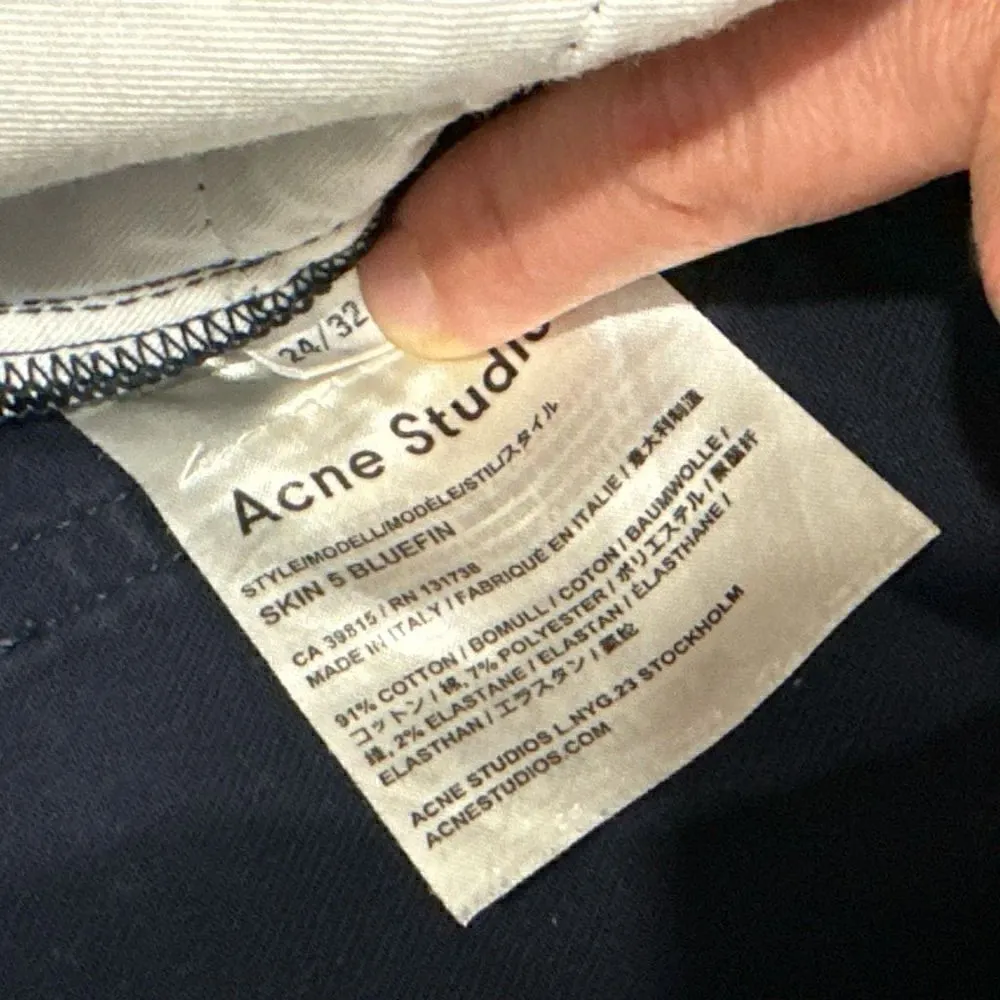 24/32
Acne Studio
STYLE/MODELL/MODÈLE/STIL/スタイル
SKIN 5 BLUEFIN
CA 39815 / RN 131738
MADE IN ITALY / FABRIQUÉ EN ITALIE / 意大利制造
91% COTTON / BOMULL / COTON / BAUMWOLLE /
コットン / 棉, 7% POLYESTER / ポリエステル / 聚酯纤
维, 2% ELASTANE / ELASTAN / ÉLASTHANE /
ELASTHAN / エラスタン / 氨纶
ACNE STUDIOS L.NYG.23 STOCKHOLM
ACNESTUDIOS.COM